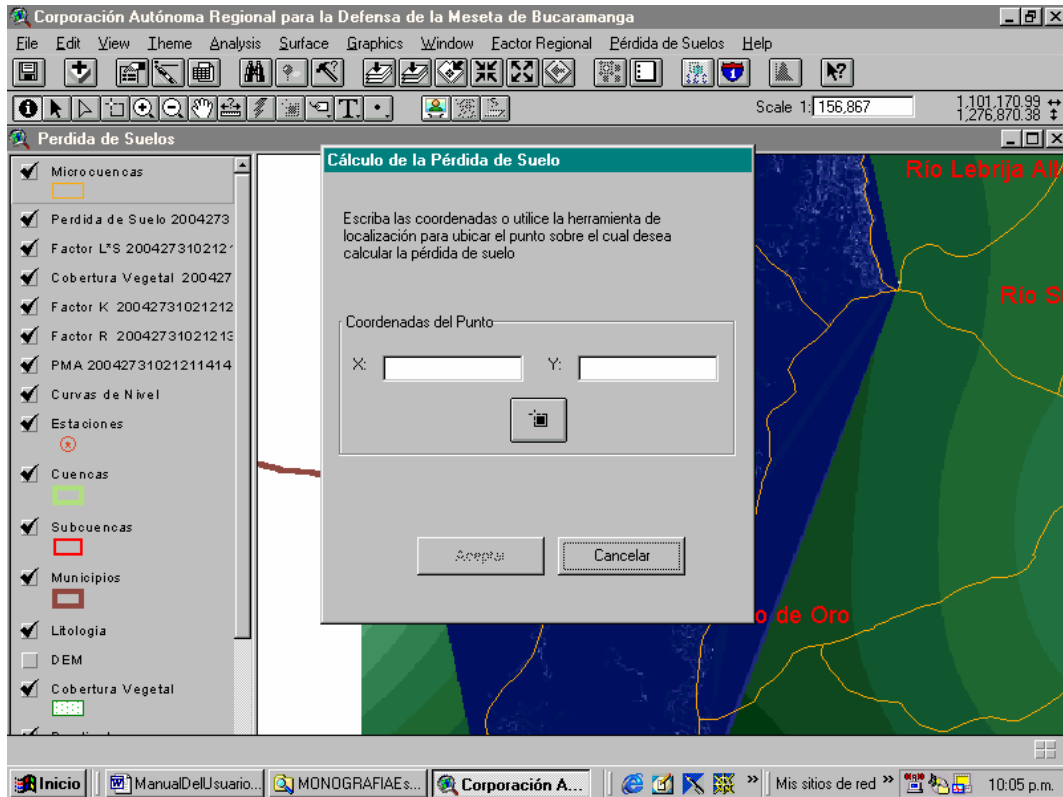 Corporación Autónoma Regional para la Defensa de la Meseta de Bucaramanga
File Edit View Theme Analysis Surface Graphics Window Factor Regional Pérdida de Suelos Help
Scale 1: 156,867
1,101,170.99
1,276,870.38
Perdida de Suelos
Microcuencas
Perdida de Suelo 2004273
Factor L*S 200427310212
Cobertura Vegetal 200427
Factor K 20042731021212
Factor R 20042731021213
PMA 20042731021211414
Curvas de Nivel
Estaciones
Cuencas
Subcuencas
Municipios
Litologia
DEM
Cobertura Vegetal
Cálculo de la Pérdida de Suelo
Escriba las coordenadas o utilice la herramienta de
localización para ubicar el punto sobre el cual desea
calcular la pérdida de suelo
Coordenadas del Punto
X: Y:
Aceptar Cancelar
Río Lebrija Al
Río S
o de Oro
Inicio ManualDelUsuario... MONOGRAFIAEs... Corporación A... » Mis sitios de red » 10:05 p.m.